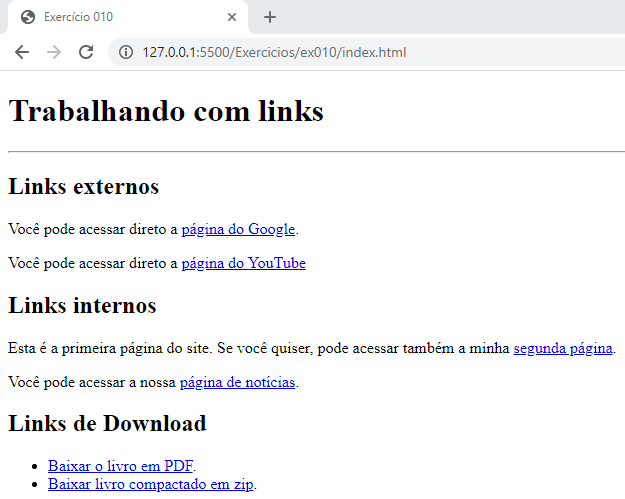 Exercício 010
127.0.0.1:5500/Exercicios/ex010/index.html
Trabalhando com links
Links externos
Você pode acessar direto a página do Google.
Você pode acessar direto a página do YouTube
Links internos
Esta é a primeira página do site. Se você quiser, pode acessar também a minha segunda página.
Você pode acessar a nossa página de notícias.
Links de Download
Baixar o livro em PDF.
Baixar livro compactado em zip.